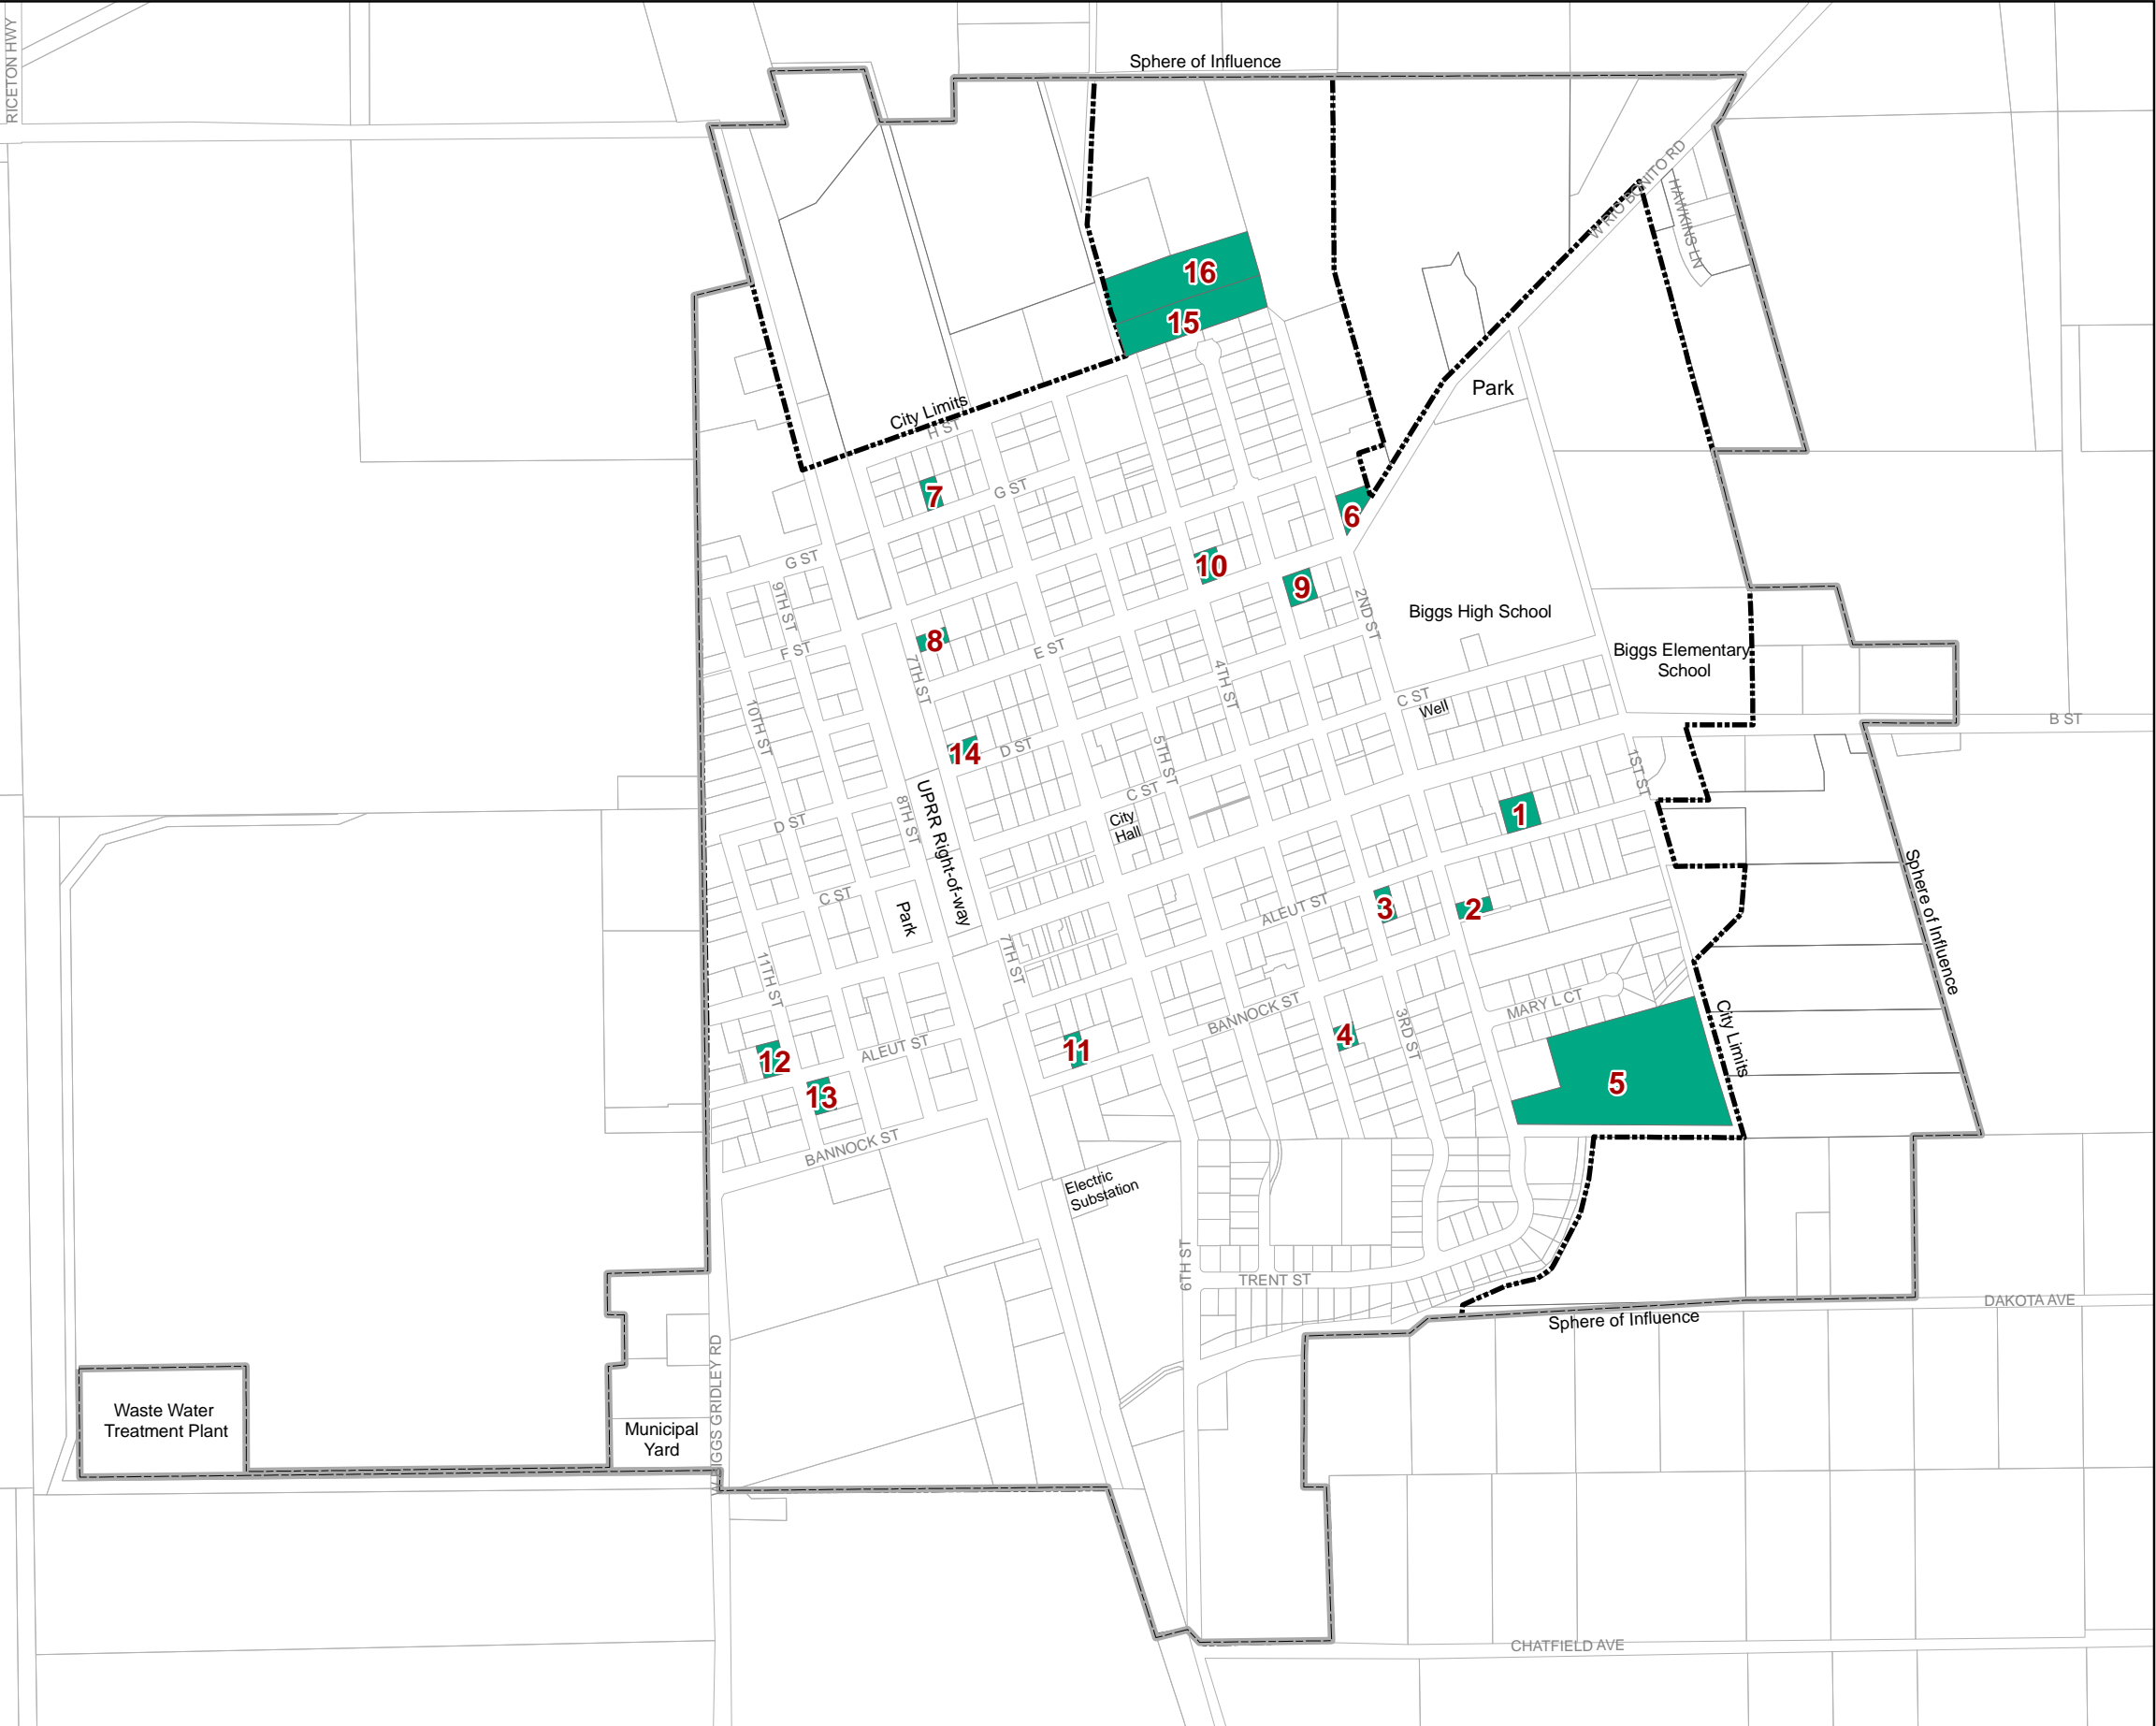 RICETON HWY
Sphere of Influence
W RIO BONITO RD
HAWKINS LN
16
15
City Limits
H ST
Park
7
G ST
6
G ST
10
9
9TH ST
2ND ST
Biggs High School
8
F ST
E ST
Biggs Elementary
School
7TH ST
4TH ST
C ST
Well
10TH ST
14
D ST
5TH ST
B ST
1ST ST
C ST
UPRR Right-of-way
8TH ST
D ST
City
Hall
1
C ST
Park
ALEUT ST
3
2
Sphere of Influence
7TH ST
11TH ST
BANNOCK ST
MARY L CT
City Limits
3RD ST
4
12
ALEUT ST
11
13
5
BANNOCK ST
Electric
Substation
6TH ST
TRENT ST
DAKOTA AVE
Sphere of Influence
Waste Water
Treatment Plant
Municipal
Yard
BIGGS GRIDLEY RD
CHATFIELD AVE